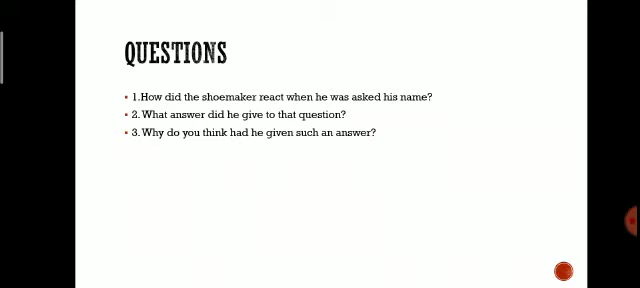 QUESTIONS
▪ 1.How did the shoemaker react when he was asked his name?
▪ 2. What answer did he give to that question?
▪ 3. Why do you think had he given such an answer?